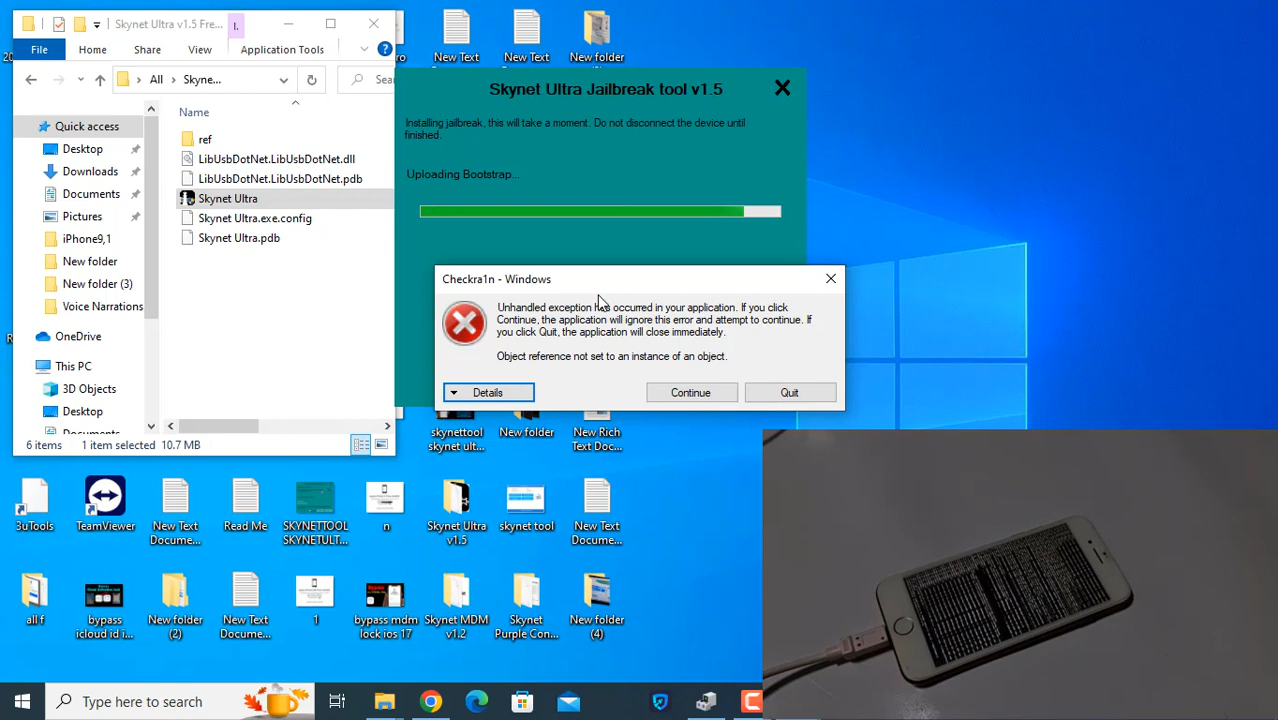 Skynet Ultra v1.5 Fre...
I.
File
Home
Share
View
Application Tools
All
Skyne...
Sea
Name
Quick access
Desktop
Downloads
Documents
Pictures
iPhone9,1
New folder
New folder (3)
Voice Narrations
OneDrive
This PC
3D Objects
Desktop
ref
LibUsbDotNet.LibUsbDotNet.dll
LibUsbDotNet.LibUsbDotNet.pdb
Skynet Ultra
Skynet Ultra.exe.config
Skynet Ultra.pdb
6 items
1 item selected 10.7 MB
New Text
New Text
New folder
Skynet Ultra Jailbreak tool v1.5
Installing jailbreak, this will take a moment. Do not disconnect the device until
finished.
Uploading Bootstrap...
Checkra1n - Windows
Unhandled exception has occurred in your application. If you click
Continue, the application will ignore this error and attempt to continue. If
you click Quit, the application will close immediately.
Object reference not set to an instance of an object.
Details
Continue
Quit
skynettool
skynet ult...
New folder
New Rich
Text Doc...
3uTools
TeamViewer
New Text
Docume...
Read Me
SKYNETTOOL
SKYNETULT...
n
Skynet Ultra
v1.5
skynet tool
New Text
Docume...
all f
bypass
icloud id i...
New folder
(2)
New Text
Docume...
1
bypass mdm
lock ios 17
Skynet MDM
v1.2
Skynet
Purple Con...
New folder
(4)
Type here to search